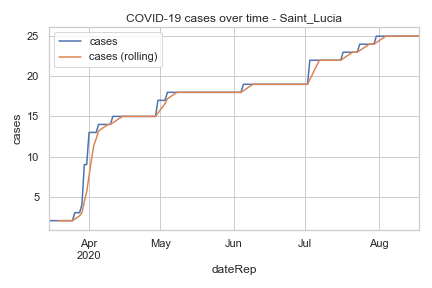 COVID-19 cases over time - Saint_Lucia
cases
cases (rolling)
25
20
15
10
5
cases
Apr
2020
May
Jun
Jul
Aug
dateRep